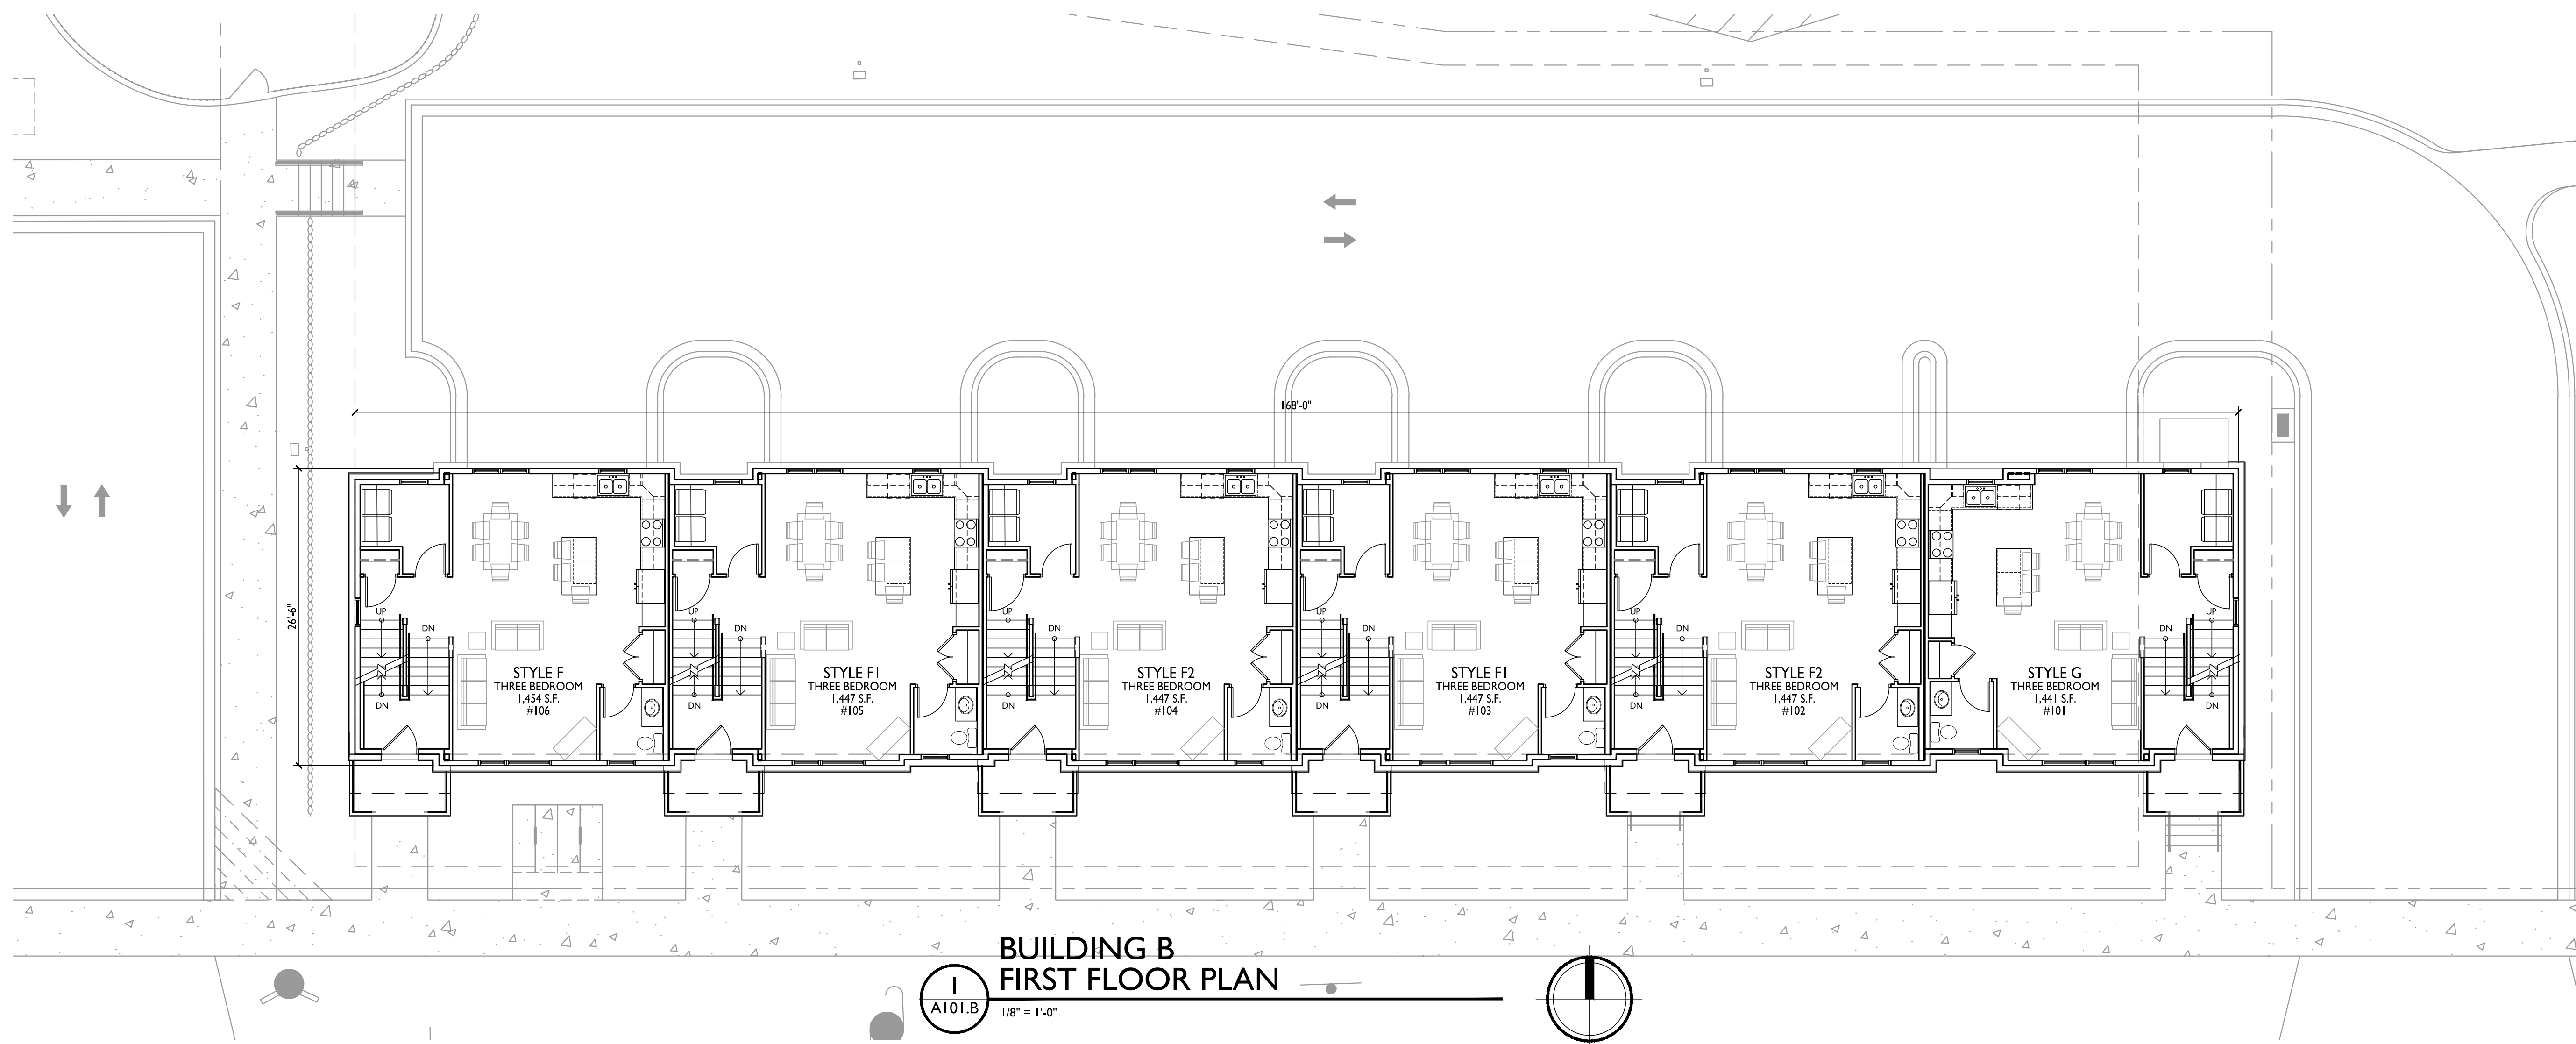 168'-0"
26'-6"
UP
DN
DN
STYLE F
THREE BEDROOM
1,454 S.F.
#106
UP
DN
DN
STYLE F1
THREE BEDROOM
1,447 S.F.
#105
UP
DN
DN
STYLE F2
THREE BEDROOM
1,447 S.F.
#104
UP
DN
DN
STYLE F1
THREE BEDROOM
1,447 S.F.
#103
UP
DN
DN
STYLE F2
THREE BEDROOM
1,447 S.F.
#102
STYLE G
THREE BEDROOM
1,441 S.F.
#101
UP
DN
DN
BUILDING B
FIRST FLOOR PLAN
1
A101.B
1/8" = 1'-0"